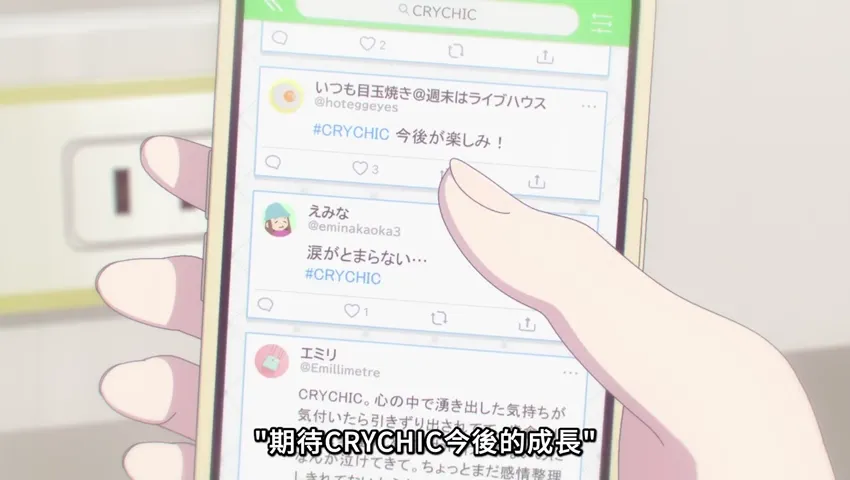 CRYCHIC
2
いつも目玉焼き@週末はライブハウス
@hoteggeyes
#CRYCHIC 今後が楽しみ！
3
えみな
@eminakaoka3
涙がとまらない…
#CRYCHIC
1
エミリ
@Emillimetre
CRYCHIC。心の中で湧き出した気持ちが
気付いたら引きずり出されてて
"期待CRYCHIC今後的成長"
なんか泣けてきて。ちょっとまだ感情整理